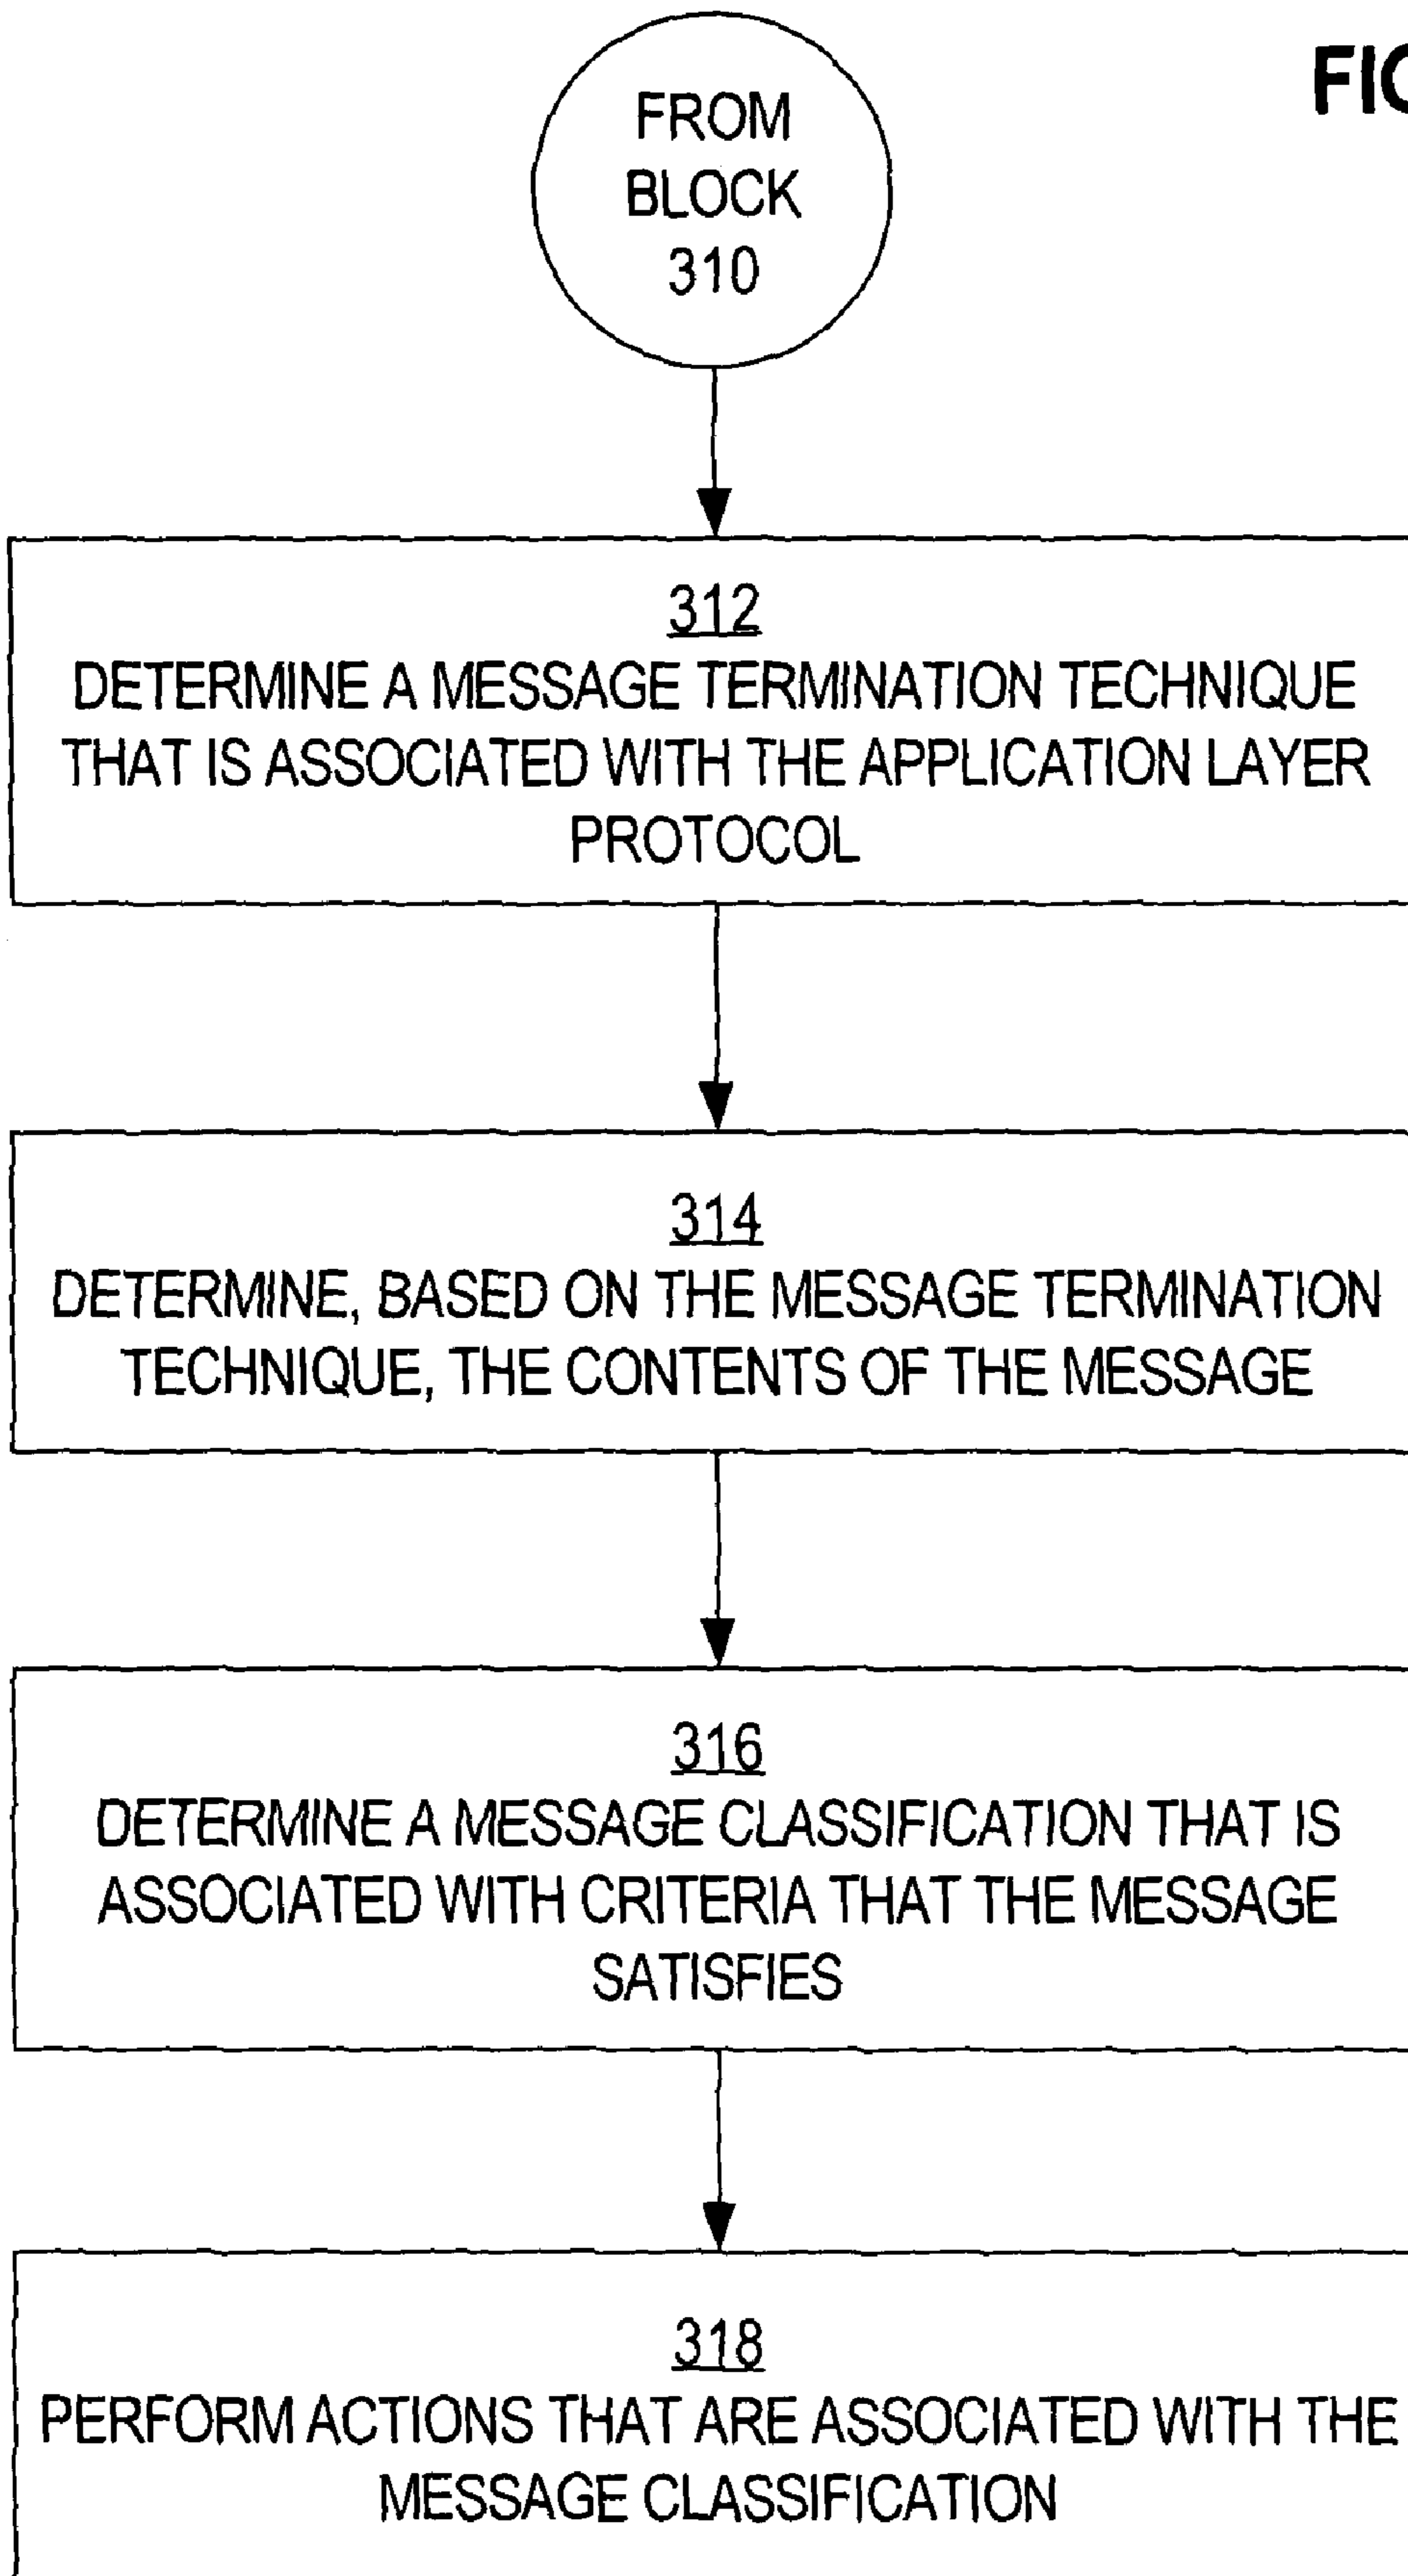 FROM
BLOCK
310
312
DETERMINE A MESSAGE TERMINATION TECHNIQUE
THAT IS ASSOCIATED WITH THE APPLICATION LAYER
PROTOCOL
314
DETERMINE, BASED ON THE MESSAGE TERMINATION
TECHNIQUE, THE CONTENTS OF THE MESSAGE
316
DETERMINE A MESSAGE CLASSIFICATION THAT IS
ASSOCIATED WITH CRITERIA THAT THE MESSAGE
SATISFIES
318
PERFORM ACTIONS THAT ARE ASSOCIATED WITH THE
MESSAGE CLASSIFICATION